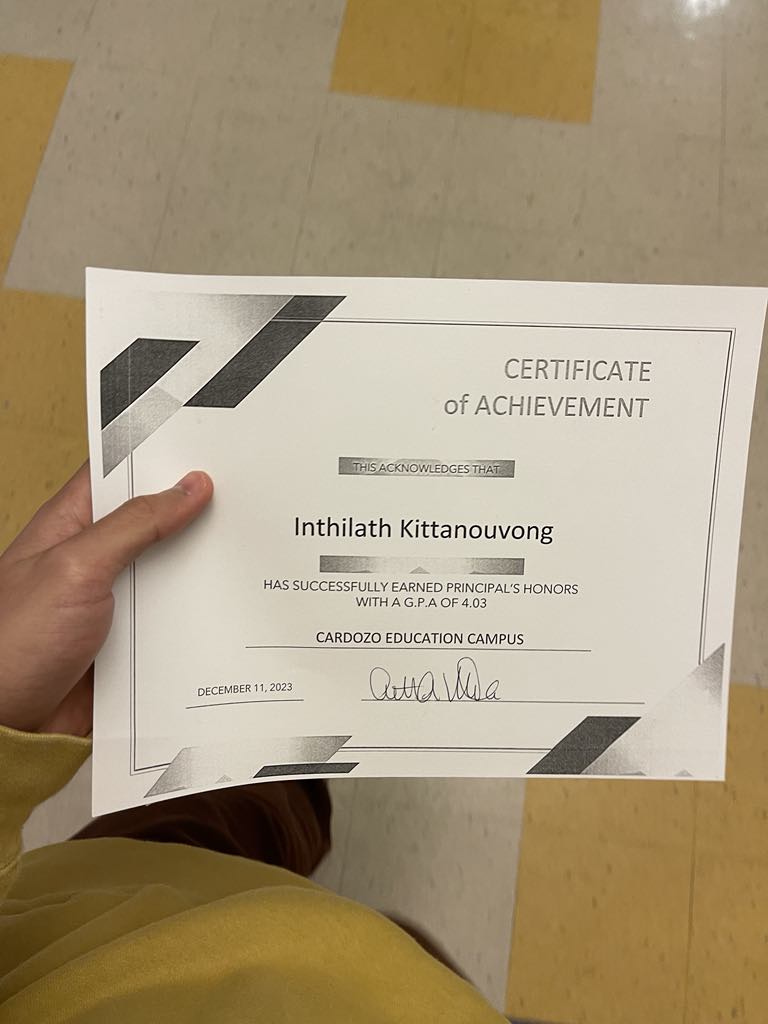 CERTIFICATE
of ACHIEVEMENT
THIS ACKNOWLEDGES THAT
Inthilath Kittanouvong
HAS SUCCESSFULLY EARNED PRINCIPAL'S HONORS
WITH A G.P.A OF 4.03
CARDOZO EDUCATION CAMPUS
DECEMBER 11, 2023